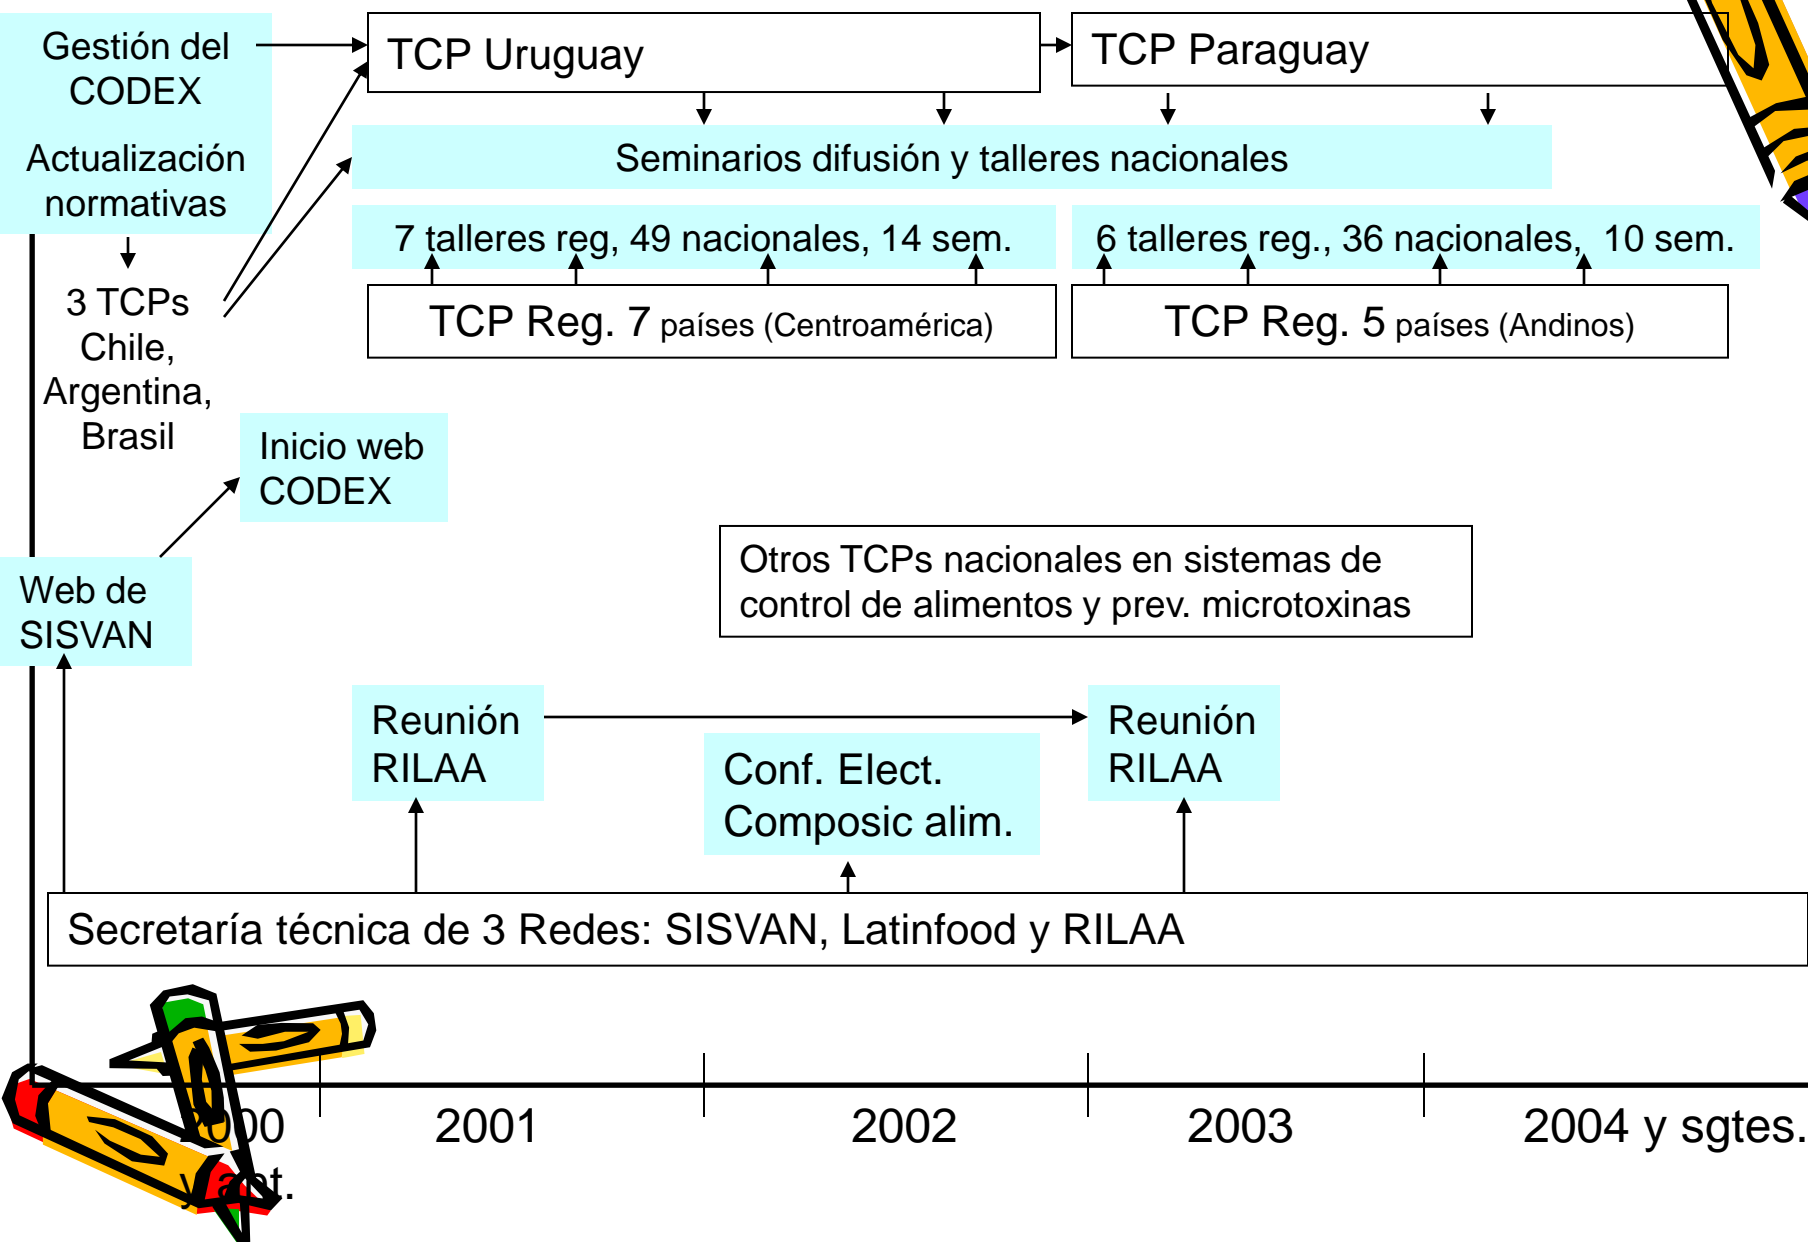 Gestión del
CODEX
Actualización
normativas
TCP Uruguay
TCP Paraguay
Seminarios difusión y talleres nacionales
7 talleres reg, 49 nacionales, 14 sem.
6 talleres reg., 36 nacionales, 10 sem.
TCP Reg. 7 países (Centroamérica)
TCP Reg. 5 países (Andinos)
3 TCPs
Chile,
Argentina,
Brasil
Inicio web
CODEX
Web de
SISVAN
Otros TCPs nacionales en sistemas de
control de alimentos y prev. microtoxinas
Reunión
RILAA
Conf. Elect.
Composic alim.
Reunión
RILAA
Secretaría técnica de 3 Redes: SISVAN, Latinfood y RILAA
2000
y ant.
2001
2002
2003
2004 y sgtes.